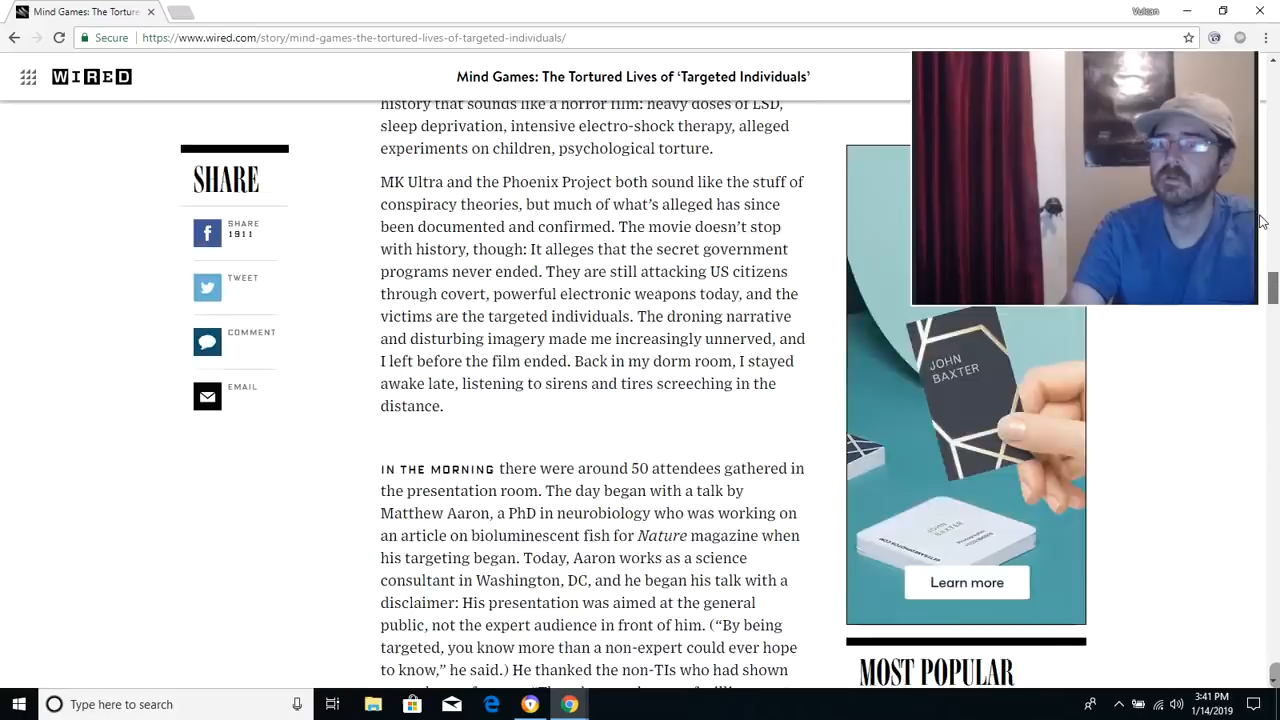 Mind Games: The Torture
Vulcan
Secure
https://www.wired.com/story/mind-games-the-tortured-lives-of-targeted-individuals/
WIRED
Mind Games: The Tortured Lives of ‘Targeted Individuals’
history that sounds like a horror film: heavy doses of LSD,
sleep deprivation, intensive electro-shock therapy, alleged
experiments on children, psychological torture.
MK Ultra and the Phoenix Project both sound like the stuff of
conspiracy theories, but much of what’s alleged has since
been documented and confirmed. The movie doesn’t stop
with history, though: It alleges that the secret government
programs never ended. They are still attacking US citizens
through covert, powerful electronic weapons today, and the
victims are the targeted individuals. The droning narrative
and disturbing imagery made me increasingly unnerved, and
I left before the film ended. Back in my dorm room, I stayed
awake late, listening to sirens and tires screeching in the
distance.
IN THE MORNING there were around 50 attendees gathered in
the presentation room. The day began with a talk by
Matthew Aaron, a PhD in neurobiology who was working on
an article on bioluminescent fish for Nature magazine when
his targeting began. Today, Aaron works as a science
consultant in Washington, DC, and he began his talk with a
disclaimer: His presentation was aimed at the general
public, not the expert audience in front of him. (“By being
targeted, you know more than a non-expert could ever hope
to know,” he said.) He thanked the non-TIs who had shown
SHARE
SHARE
1911
TWEET
COMMENT
EMAIL
JOHN
BAXTER
JOHN
BAXTER
Learn more
MOST POPULAR
Type here to search
3:41 PM
1/14/2019